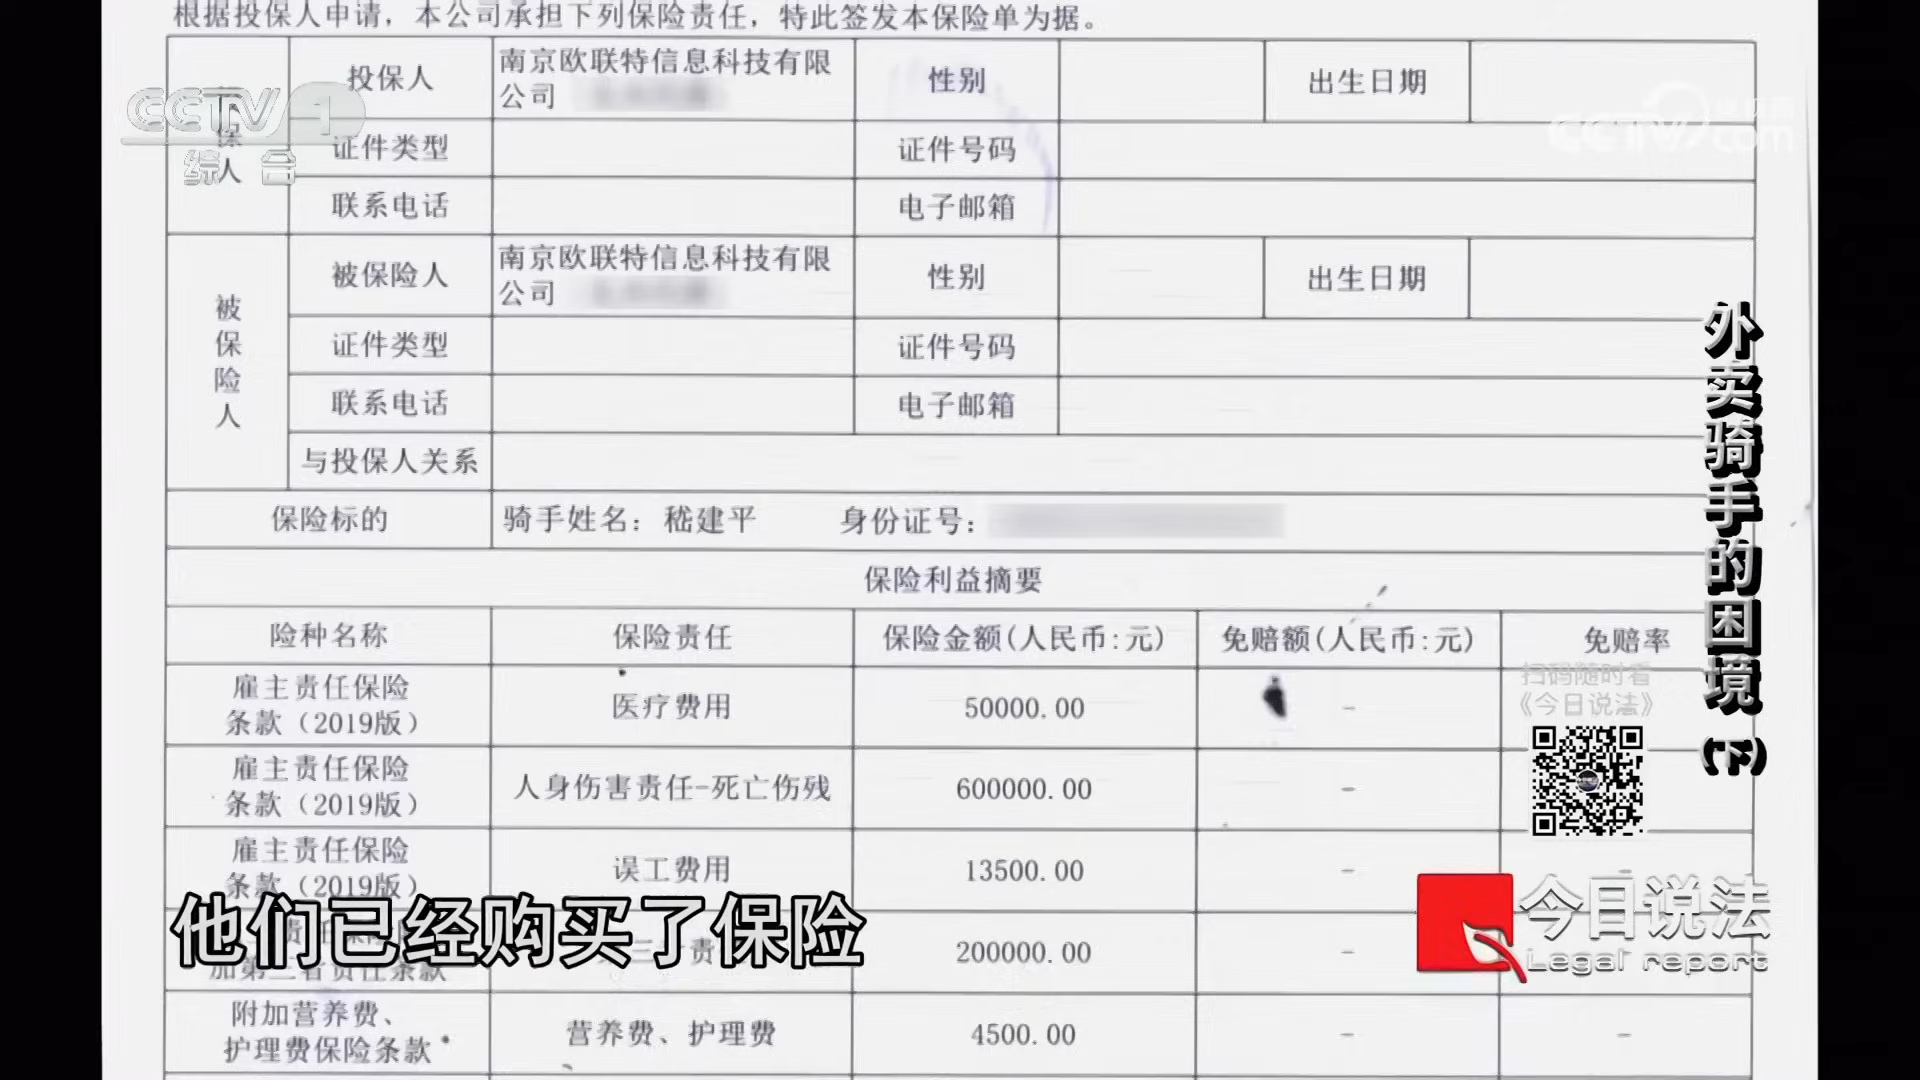 根据投保人申请，本公司承担下列保险责任，特此签发本保险单为据。
投保人
南京欧联特信息科技有限
公司
性别
出生日期
保
人
证件类型
证件号码
联系电话
电子邮箱
CCTV 1
综合
CCTV.com
被保险人
被保险人
南京欧联特信息科技有限
公司
性别
出生日期
证件类型
证件号码
联系电话
电子邮箱
与投保人关系
保险标的
骑手姓名：嵇建平
身份证号：
保险利益摘要
险种名称
保险责任
保险金额(人民币:元)
免赔额(人民币:元)
免赔率
雇主责任保险
条款（2019版）
医疗费用
50000.00
-
雇主责任保险
条款（2019版）
人身伤害责任-死亡伤残
600000.00
-
雇主责任保险
条款（2019版）
误工费用
13500.00
-
-
加第三者责任条款
三者责
200000.00
-
附加营养费、
护理费保险条款
营养费、护理费
4500.00
-
-
外卖骑手的困境(下)
扫码随时看
《今日说法》
今日说法
Legal report
他们已经购买了保险